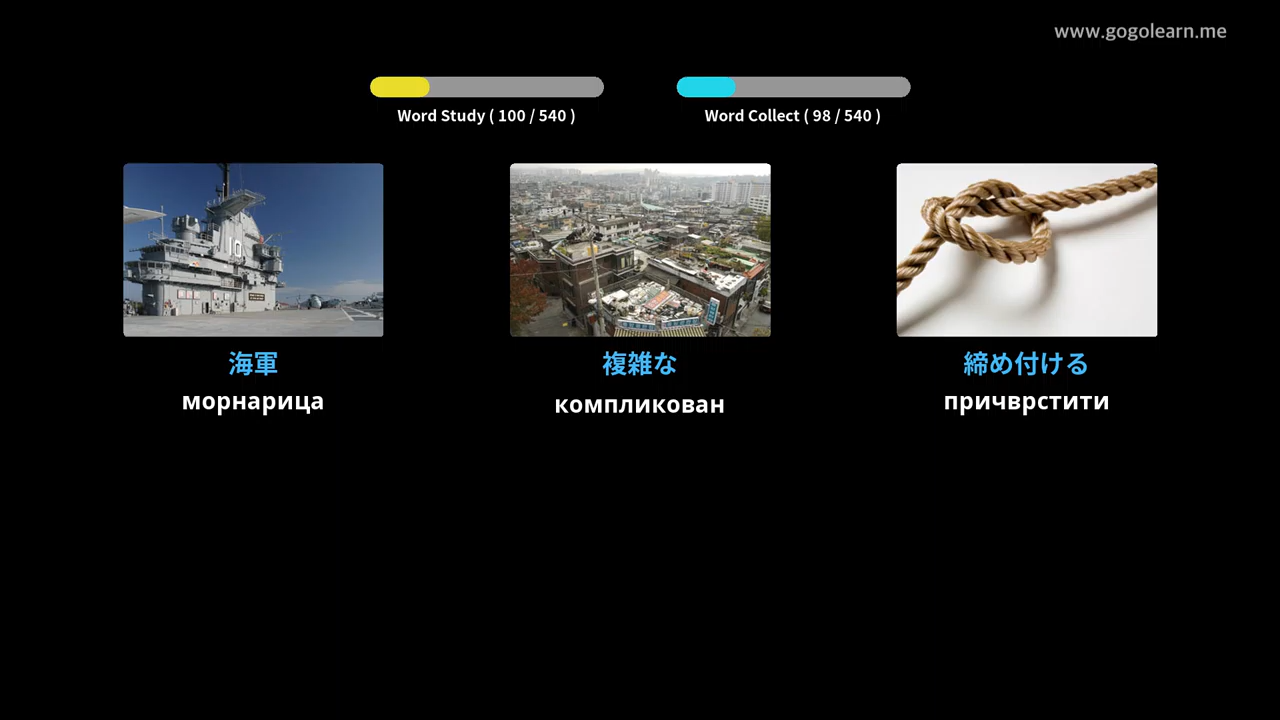 www.gogolearn.me
Word Study ( 100 / 540 )
Word Collect ( 98 / 540 )
海軍
複雑な
締め付ける
морнарица
компликован
причврстити